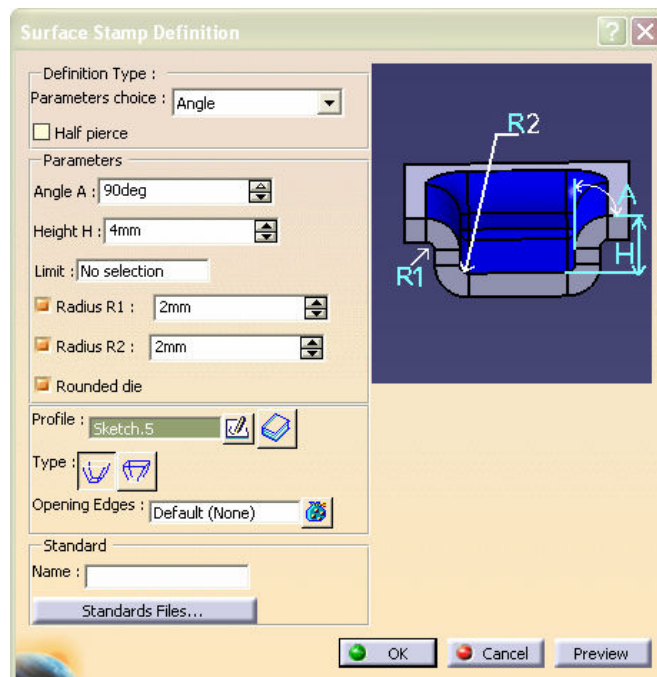 Surface Stamp Definition
Definition Type :
Parameters choice : Angle
Half pierce
Parameters
Angle A : 90deg
Height H : 4mm
Limit : No selection
Radius R1 : 2mm
Radius R2 : 2mm
Rounded die
Profile : Sketch.5
Type :
Opening Edges : Default (None)
Standard
Name :
Standards Files...
R2
A
H
R1
OK Cancel Preview